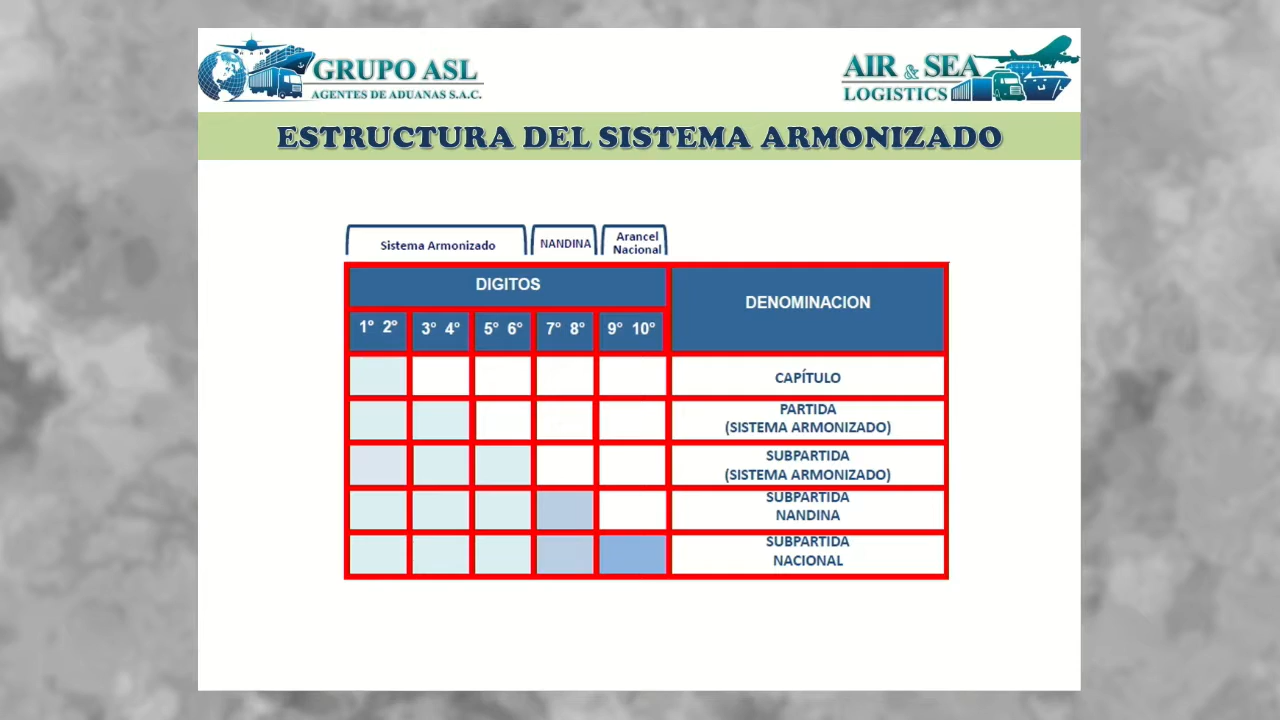 GRUPO ASL
AGENTES DE ADUANAS S.A.C.
AIR & SEA
LOGISTICS
ESTRUCTURA DEL SISTEMA ARMONIZADO
Sistema Armonizado
NANDINA
Arancel
Nacional
DIGITOS
DENOMINACION
1° 2°
3° 4°
5° 6°
7° 8°
9° 10°
CAPÍTULO
PARTIDA
(SISTEMA ARMONIZADO)
SUBPARTIDA
(SISTEMA ARMONIZADO)
SUBPARTIDA
NANDINA
SUBPARTIDA
NACIONAL